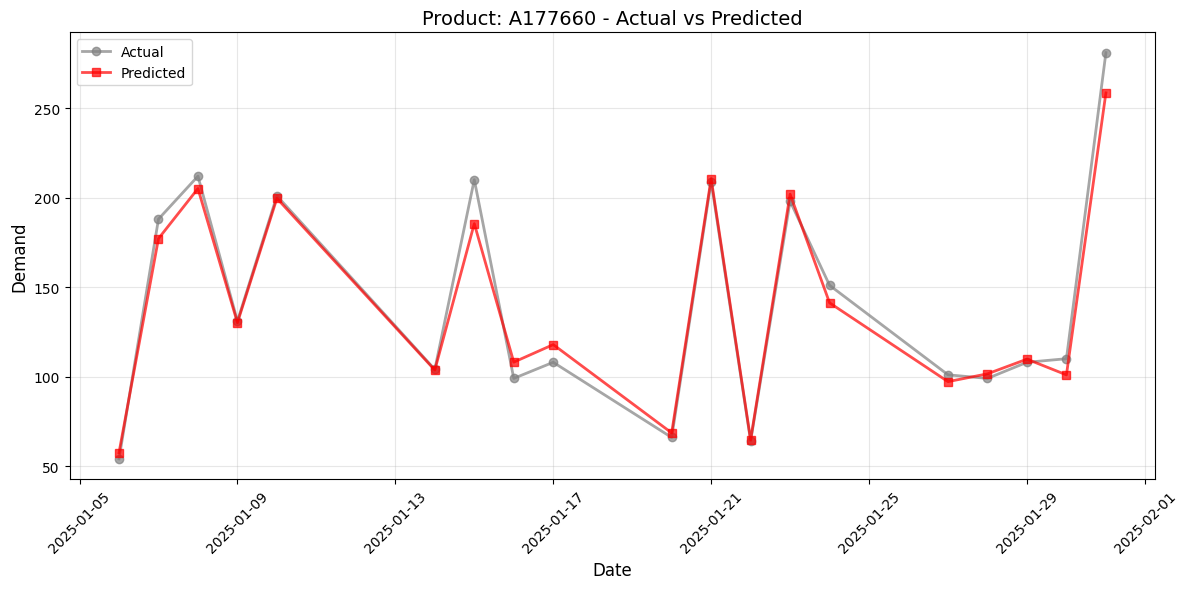 Product: A177660 - Actual vs Predicted
Actual
Predicted
Demand
250
200
150
100
50
2025-01-05
2025-01-09
2025-01-13
2025-01-17
2025-01-21
2025-01-25
2025-01-29
2025-02-01
Date